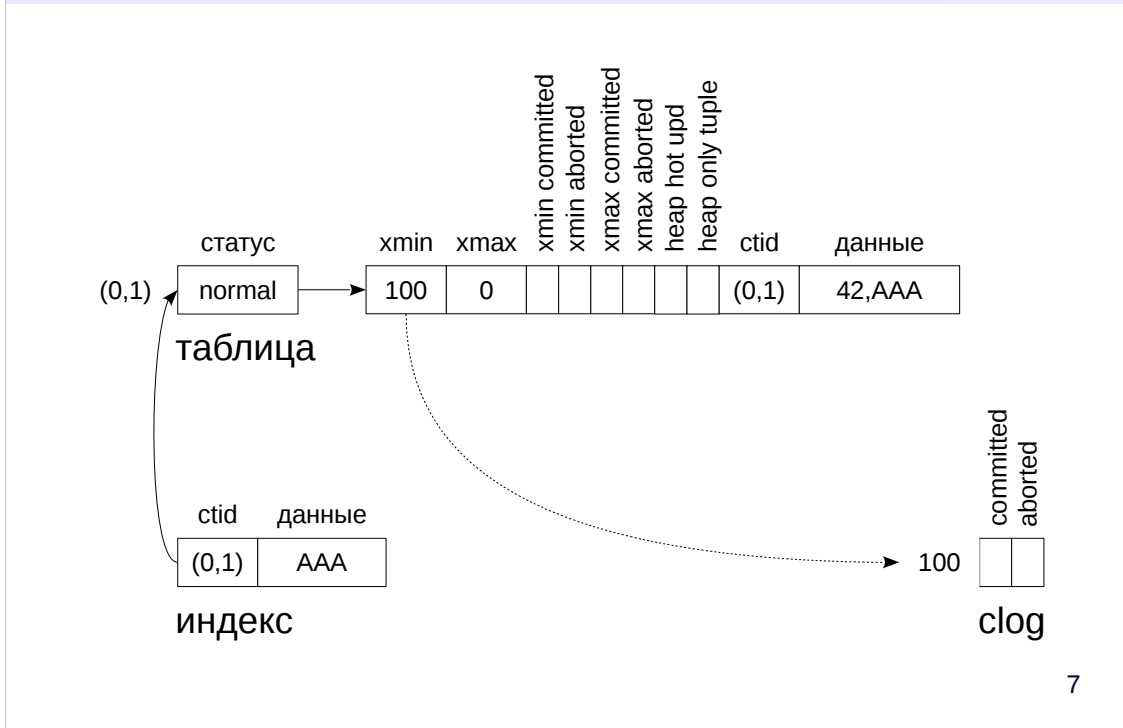 xmin committed
xmin aborted
xmax committed
xmax aborted
heap hot upd
heap only tuple
статус xmin xmax ctid данные
(0,1) normal 100 0 (0,1) 42,AAA
таблица
committed
aborted
ctid данные
(0,1) AAA 100
индекс clog
7